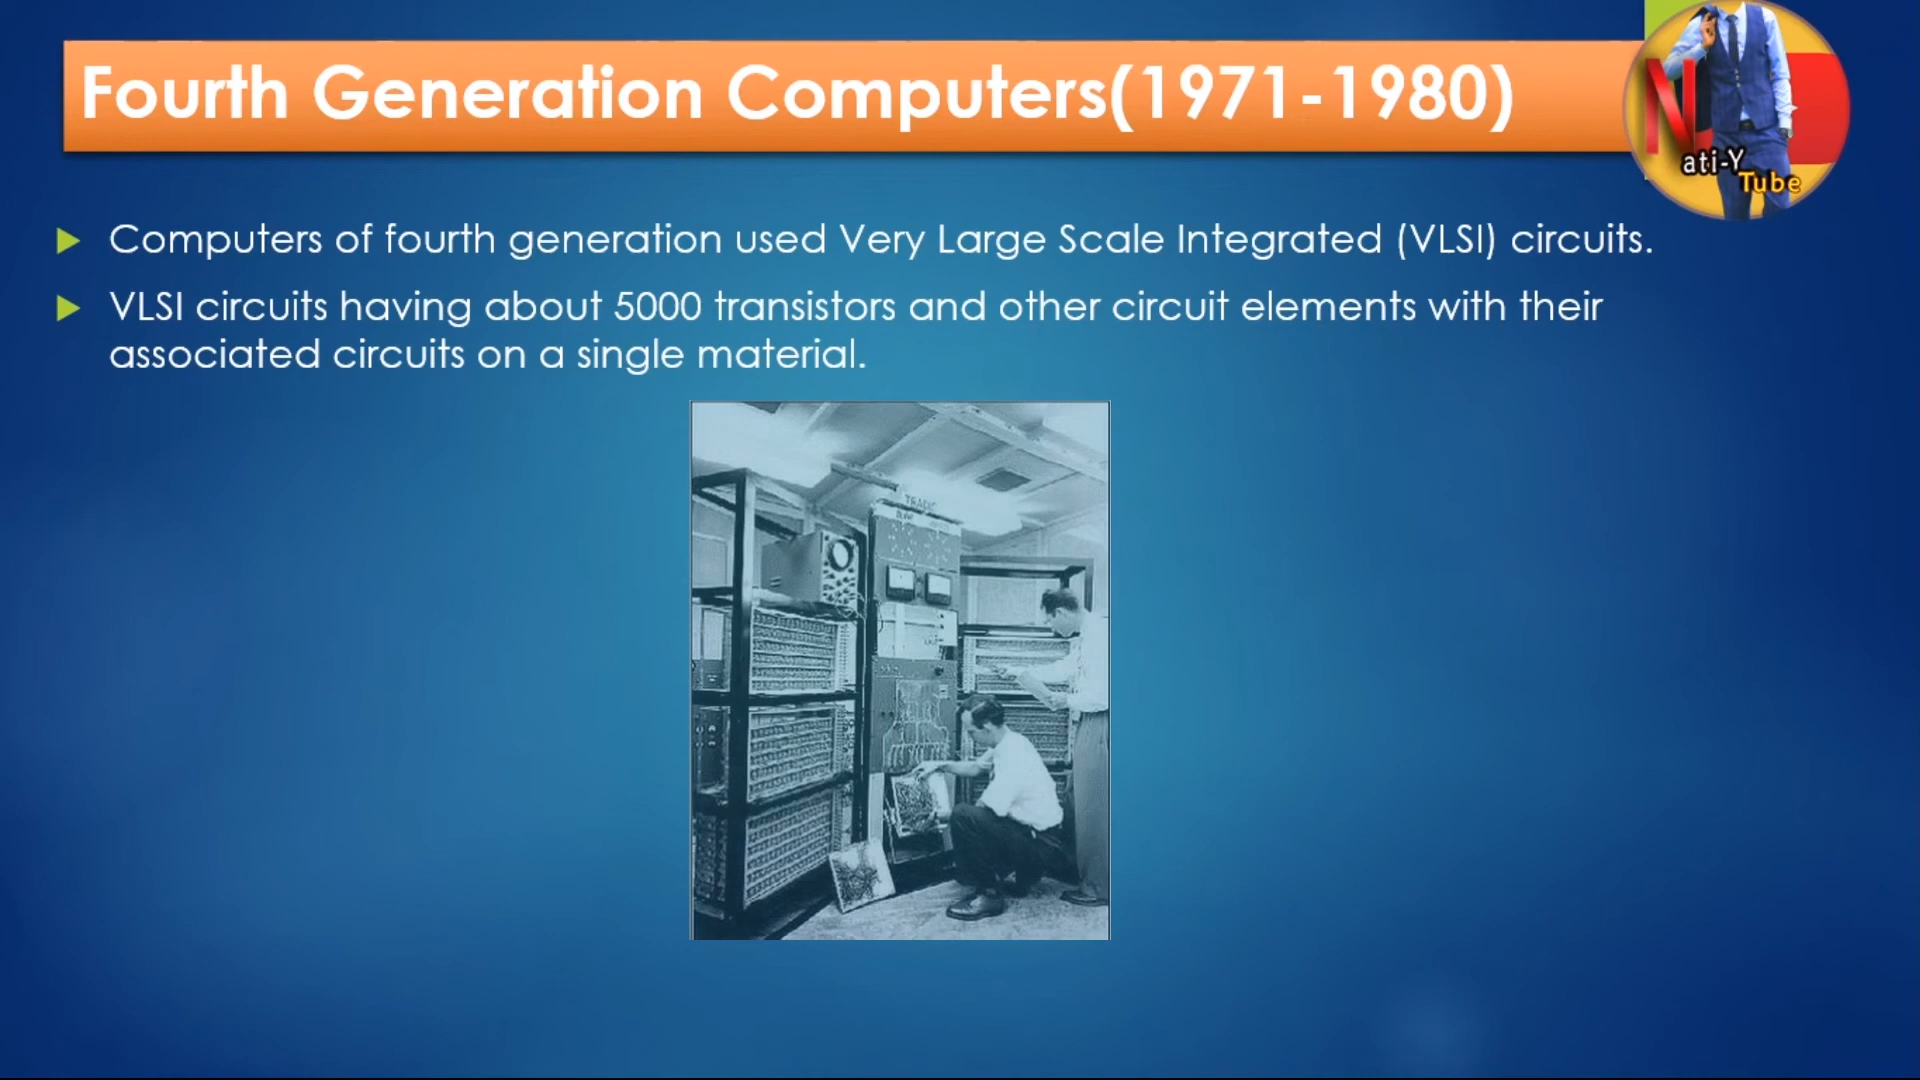 Fourth Generation Computers(1971-1980)
N
ati-Y
Tube
Computers of fourth generation used Very Large Scale Integrated (VLSI) circuits.
VLSI circuits having about 5000 transistors and other circuit elements with their
associated circuits on a single material.
TRADIC